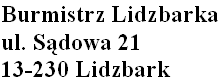 Burmistrz Lidzbarka
ul. Sądowa 21
13-230 Lidzbark